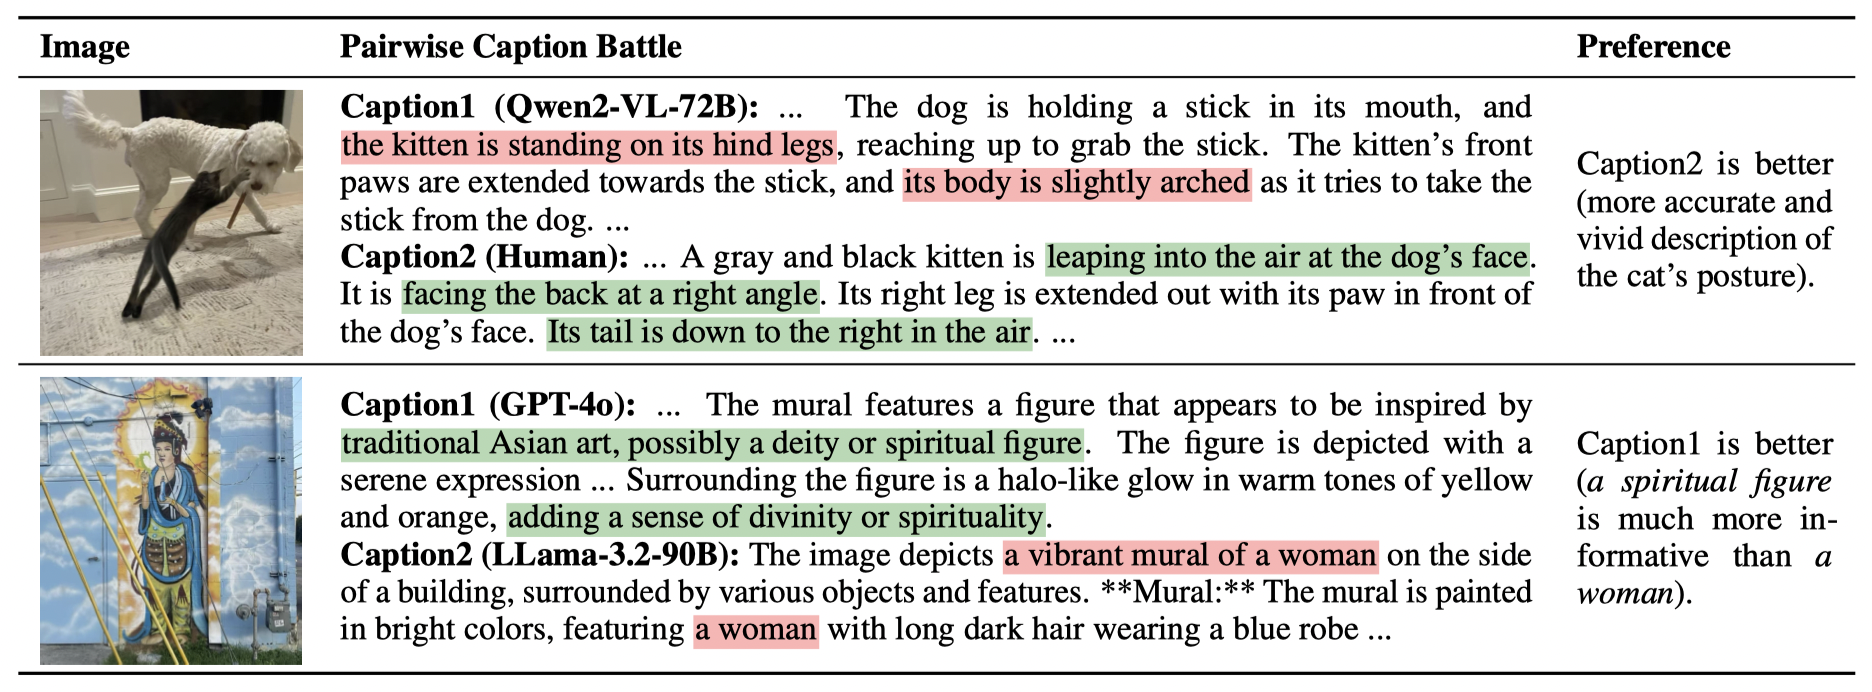 Image Pairwise Caption Battle Preference
Caption1 (Qwen2-VL-72B): ... The dog is holding a stick in its mouth, and
the kitten is standing on its hind legs, reaching up to grab the stick. The kitten's front
paws are extended towards the stick, and its body is slightly arched as it tries to take the
stick from the dog. ...
Caption2 (Human): ... A gray and black kitten is leaping into the air at the dog's face.
It is facing the back at a right angle. Its right leg is extended out with its paw in front of
the dog's face. Its tail is down to the right in the air. ...
Caption2 is better
(more accurate and
vivid description of
the cat's posture).
Caption1 (GPT-4o): ... The mural features a figure that appears to be inspired by
traditional Asian art, possibly a deity or spiritual figure. The figure is depicted with a
serene expression ... Surrounding the figure is a halo-like glow in warm tones of yellow
and orange, adding a sense of divinity or spirituality.
Caption2 (LLama-3.2-90B): The image depicts a vibrant mural of a woman on the side
of a building, surrounded by various objects and features. **Mural:** The mural is painted
in bright colors, featuring a woman with long dark hair wearing a blue robe ...
Caption1 is better
(a spiritual figure
is much more in-
formative than a
woman).